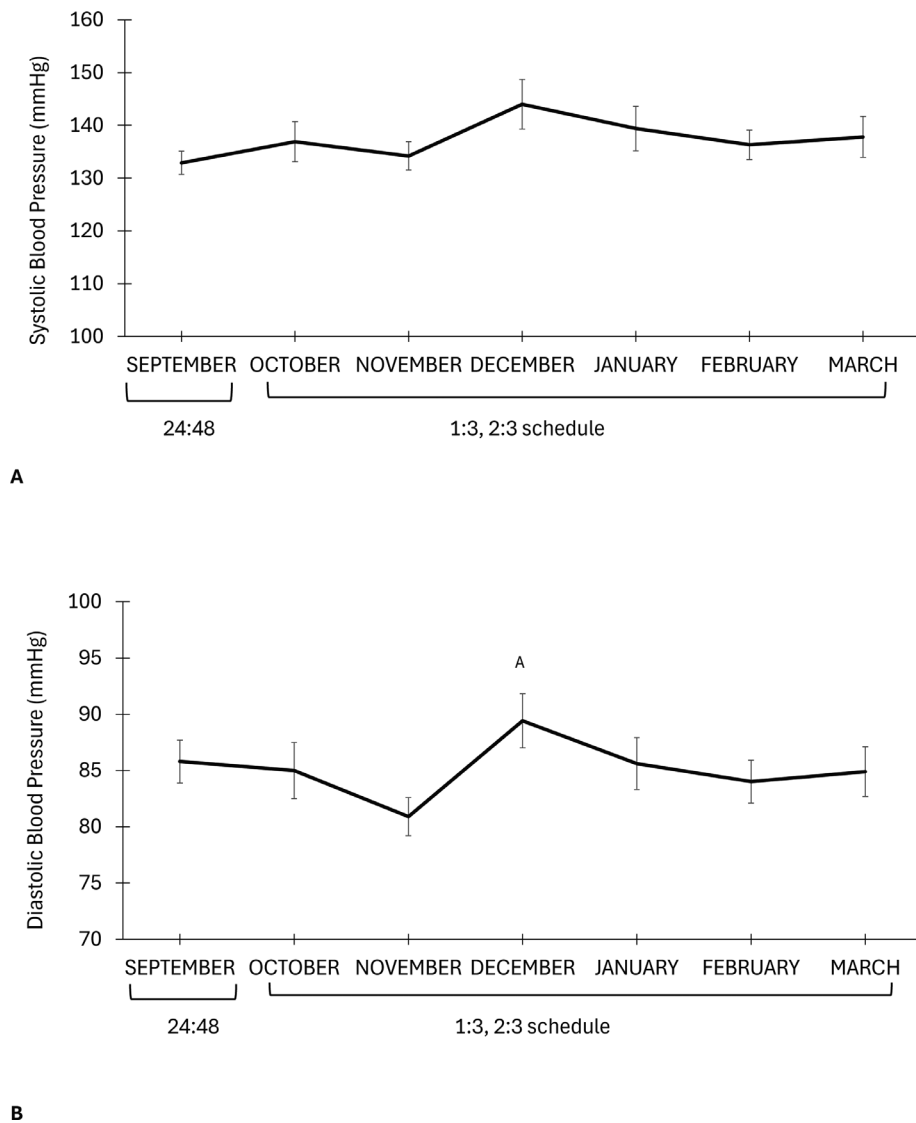 160
150
140
130
120
110
100
Systolic Blood Pressure (mmHg)
SEPTEMBER OCTOBER NOVEMBER DECEMBER JANUARY FEBRUARY MARCH
24:48 1:3, 2:3 schedule
A
100
95
90
85
80
75
70
Diastolic Blood Pressure (mmHg)
A
SEPTEMBER OCTOBER NOVEMBER DECEMBER JANUARY FEBRUARY MARCH
24:48 1:3, 2:3 schedule
B